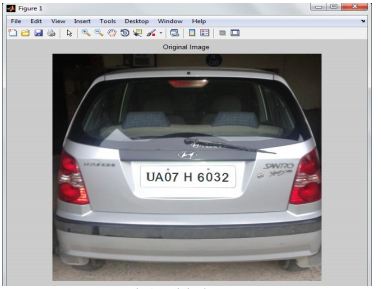 Figure 1
File Edit View Insert Tools Desktop Window Help
Original Image
SANTRO
UA07 H 6032